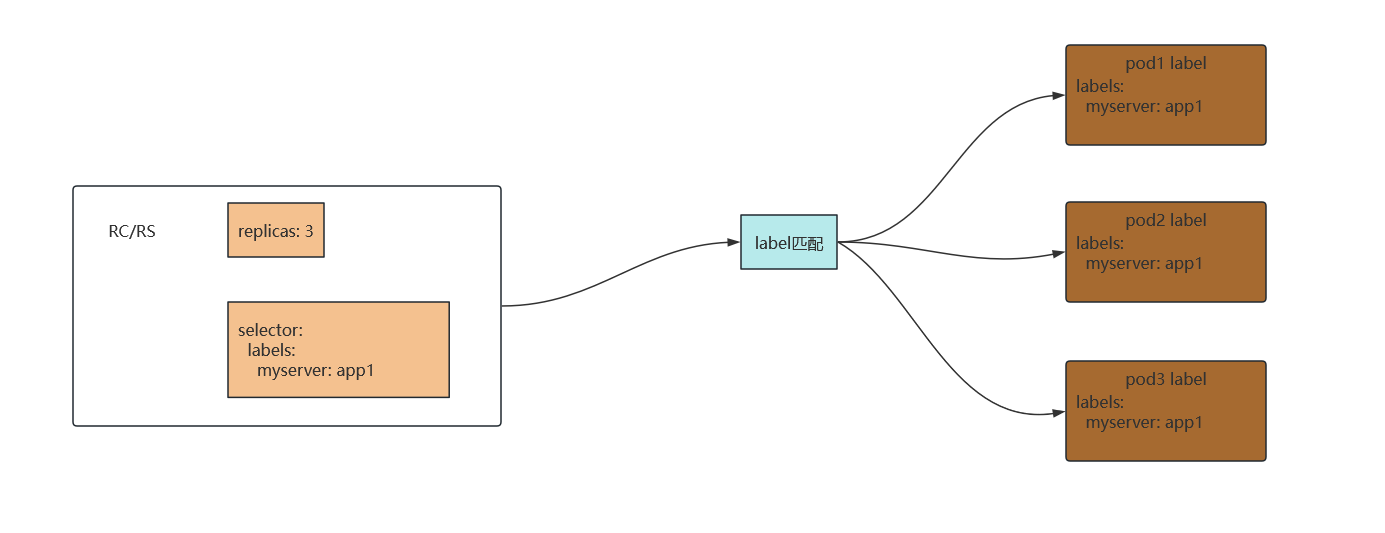 RC/RS
replicas: 3
selector:
labels:
myserver: app1
label匹配
pod1 label
labels:
myserver: app1
pod2 label
labels:
myserver: app1
pod3 label
labels:
myserver: app1